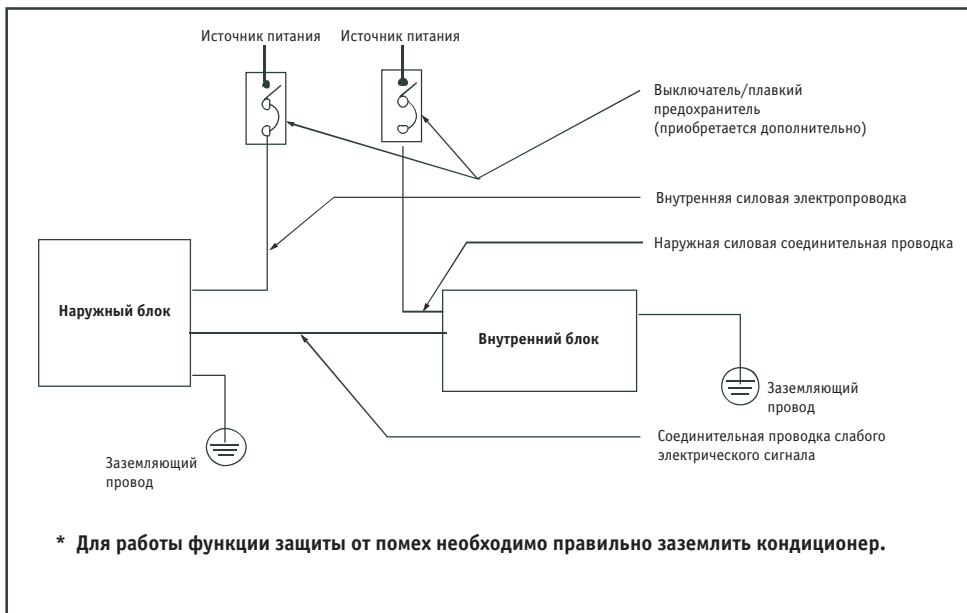 Источник питания
Источник питания
Выключатель/плавкий
предохранитель
(приобретается дополнительно)
Внутренняя силовая электропроводка
Наружная силовая соединительная проводка
Наружный блок
Внутренний блок
Заземляющий
провод
Соединительная проводка слабого
электрического сигнала
Заземляющий
провод
* Для работы функции защиты от помех необходимо правильно заземлить кондиционер.